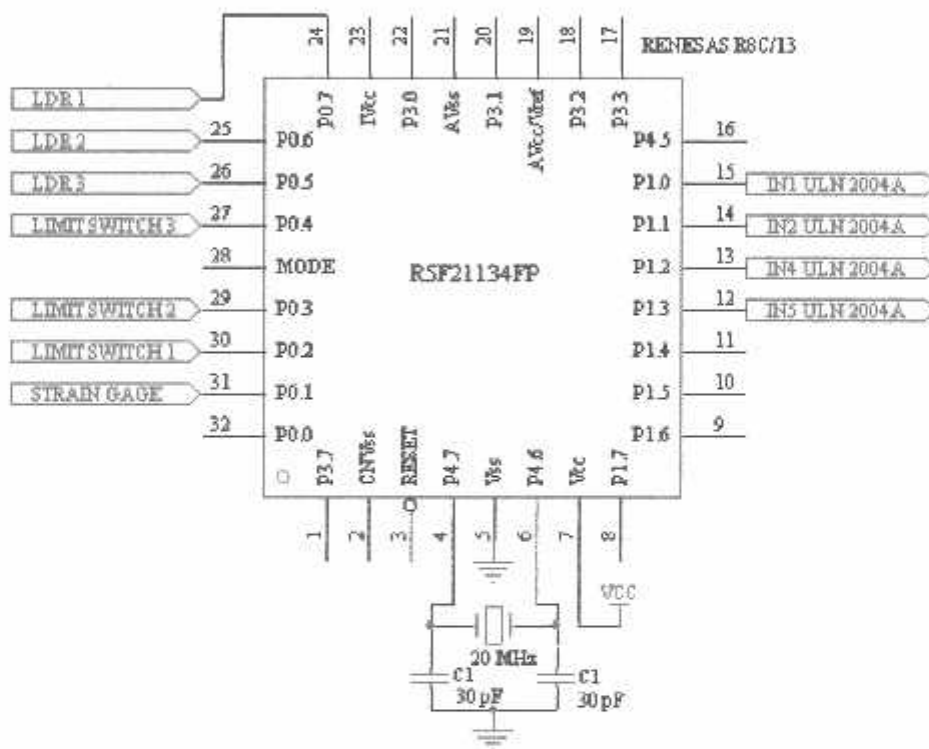 24 23 22 21 20 19 18 17 RENESAS R8C/13
P0.7 IVcc P3.0 AVss P3.1 AVcc/Vref P3.2 P3.3
LDR 1
LDR 2 25 P0.6 P4.5 16
LDR 3 26 P0.5 P1.0 15 IN1 ULN 2004A
LIMIT SWITCH 3 27 P0.4 P1.1 14 IN2 ULN 2004A
28 MODE R5F21134FP P1.2 13 IN4 ULN 2004A
LIMIT SWITCH 2 29 P0.3 P1.3 12 IN5 ULN 2004A
LIMIT SWITCH 1 30 P0.2 P1.4 11
STRAIN GAGE 31 P0.1 P1.5 10
32 P0.0 P1.6 9
P3.7 CNVss RESET P4.7 Vss P4.6 Vcc P1.7
1 2 3 4 5 6 7 8
VCC
20 MHz
C1 C1
30 pF 30 pF